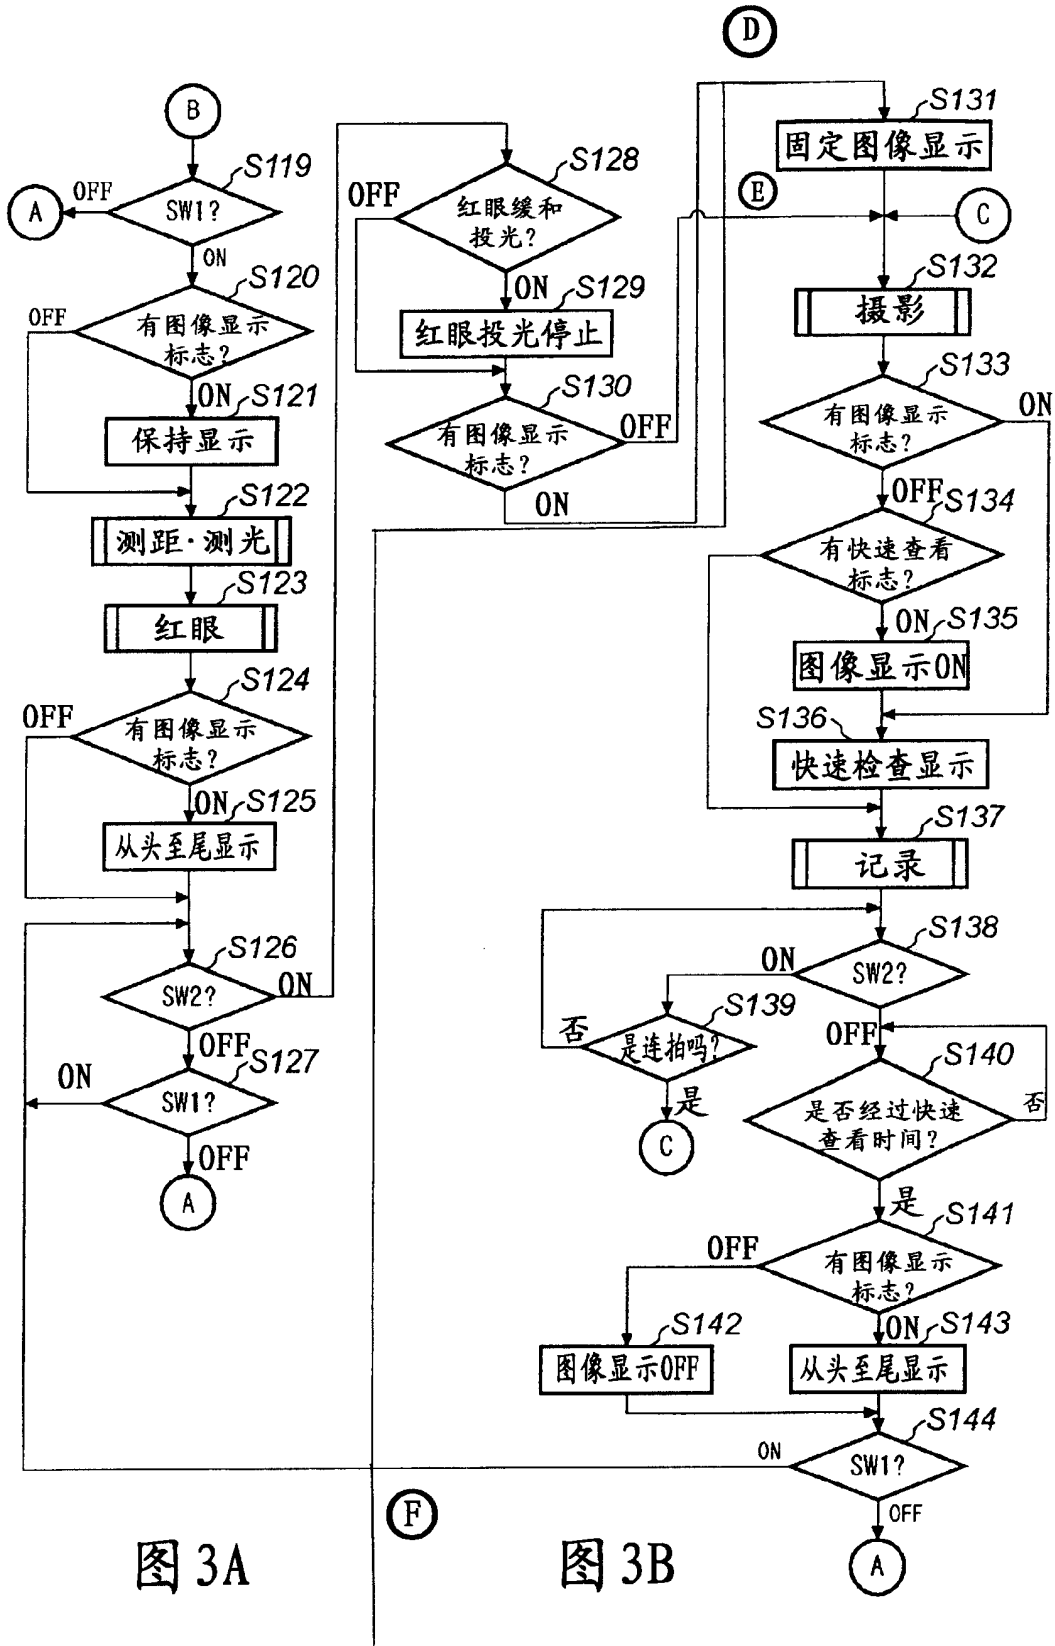 B
S119
SW1?
OFF
A
ON
S120
有图像显示
标志?
OFF
ON
S121
保持显示
S122
测距·测光
S123
红眼
S124
有图像显示
标志?
OFF
ON
S125
从头至尾显示
S126
SW2?
ON
OFF
S127
SW1?
ON
OFF
A
图 3A
S128
红眼缓和
投光?
OFF
ON
S129
红眼投光停止
S130
有图像显示
标志?
OFF
ON
D
S131
固定图像显示
E
C
S132
摄影
S133
有图像显示
标志?
ON
OFF
S134
有快速查看
标志?
ON
S135
图像显示ON
S136
快速检查显示
S137
记录
S138
SW2?
ON
S139
是连拍吗?
否
是
C
OFF
S140
是否经过快速
查看时间?
否
是
S141
有图像显示
标志?
OFF
S142
图像显示OFF
ON
S143
从头至尾显示
S144
SW1?
ON
OFF
A
F
图 3B